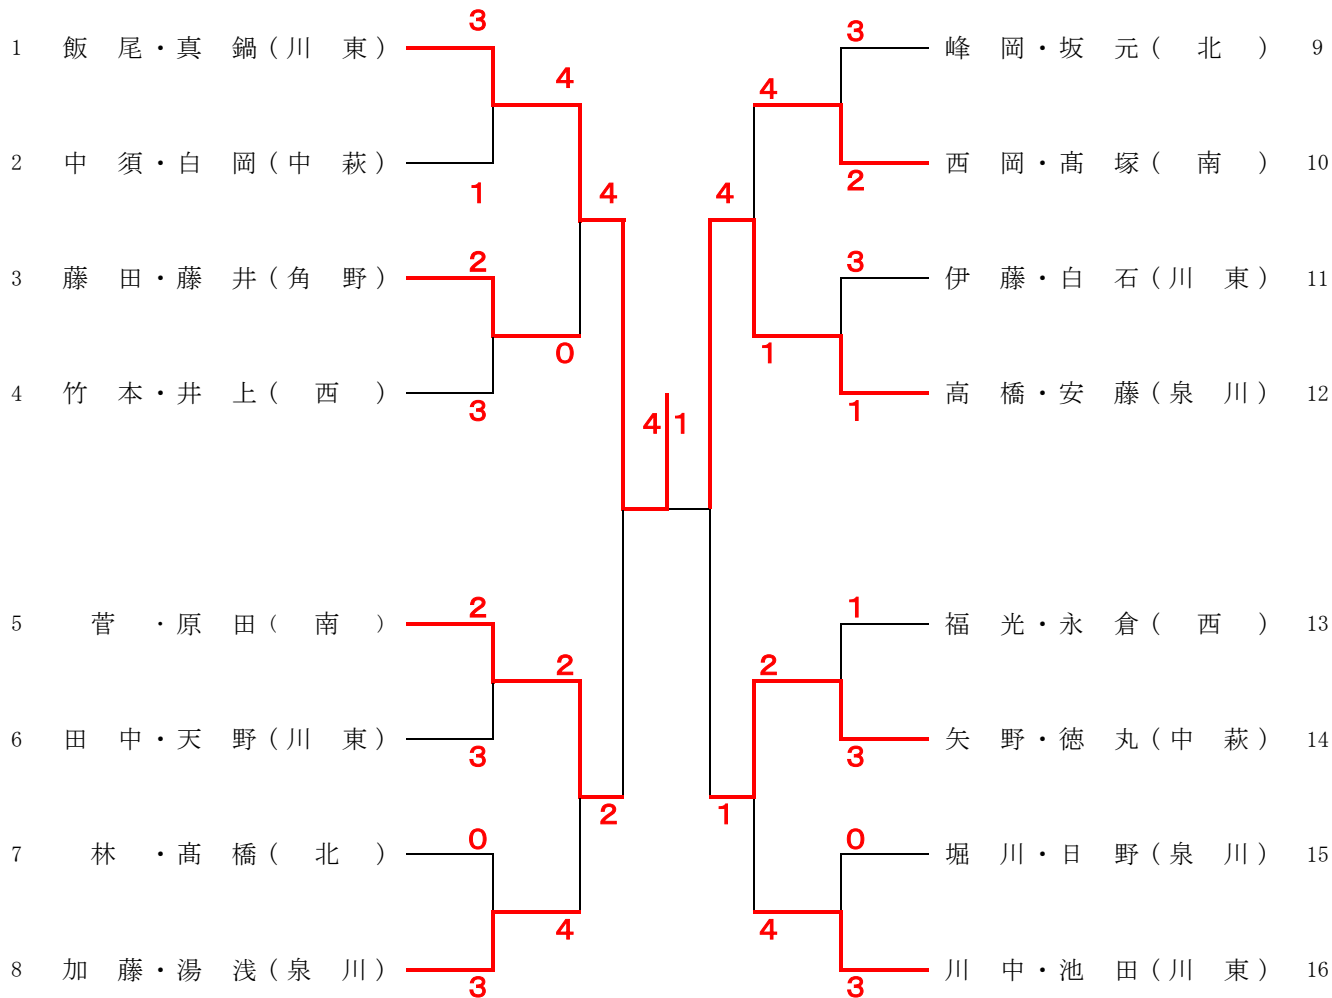 3
1 飯 尾・真 鍋(川 東)
4
2 中 須・白 岡(中 萩)
1
4
3 藤 田・藤 井(角 野)
2
0
4 竹 本・井 上( 西 )
3
4 1
5 菅 ・原 田( 南 )
2
2
6 田 中・天 野(川 東)
3
2
7 林 ・髙 橋( 北 )
0
4
8 加 藤・湯 浅(泉 川)
3
3
峰 岡・坂 元( 北 ) 9
4
西 岡・髙 塚( 南 ) 10
2
4
3
伊 藤・白 石(川 東) 11
1
高 橋・安 藤(泉 川) 12
1
1
福 光・永 倉( 西 ) 13
2
矢 野・徳 丸(中 萩) 14
3
1
0
堀 川・日 野(泉 川) 15
4
川 中・池 田(川 東) 16
3